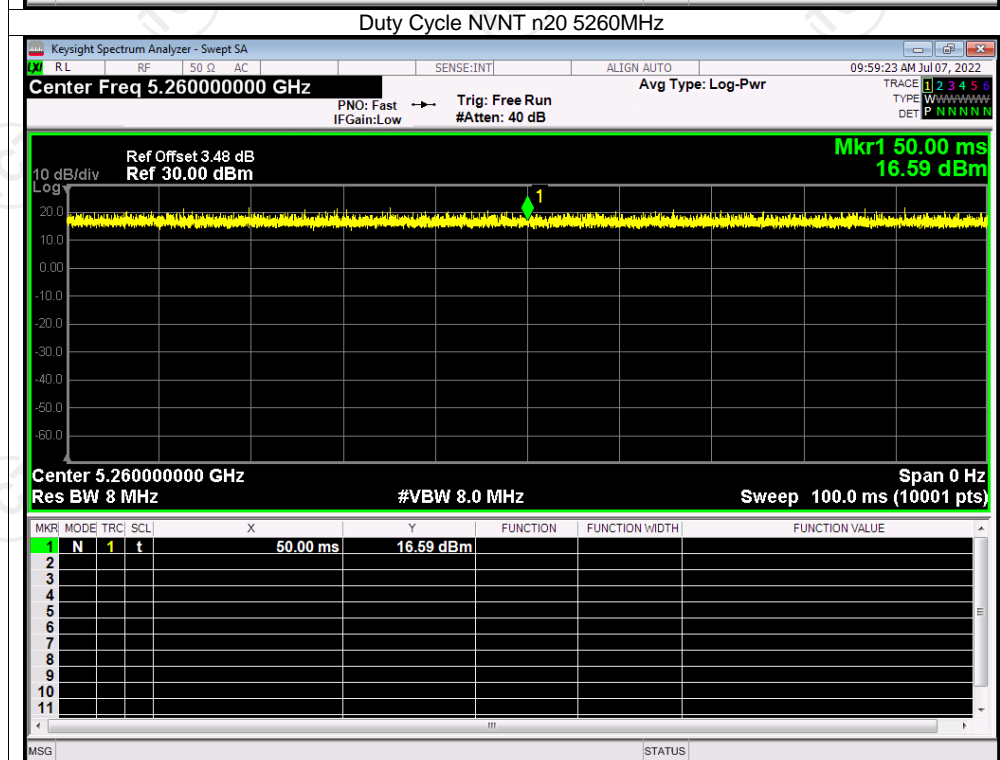 Duty Cycle NVNT n20 5260MHz
Keysight Spectrum Analyzer - Swept SA
LXI RL RF 50 Ω AC SENSE:INT ALIGN AUTO 09:59:23 AM Jul 07, 2022
Center Freq 5.260000000 GHz Avg Type: Log-Pwr TRACE 1 2 3 4 5 6
PNO: Fast Trig: Free Run TYPE WWWWWW
IFGain:Low #Atten: 40 dB DET P N N N N N
Mkr1 50.00 ms
Ref Offset 3.48 dB
10 dB/div Ref 30.00 dBm 16.59 dBm
Log
1
20.0
10.0
0.00
-10.0
-20.0
-30.0
-40.0
-50.0
-60.0
Center 5.260000000 GHz Span 0 Hz
Res BW 8 MHz #VBW 8.0 MHz Sweep 100.0 ms (10001 pts)
MKR MODE TRC SCL X Y FUNCTION FUNCTION WIDTH FUNCTION VALUE
1 N 1 t 50.00 ms 16.59 dBm
2
3
4
5
6
7
8
9
10
11
MSG STATUS